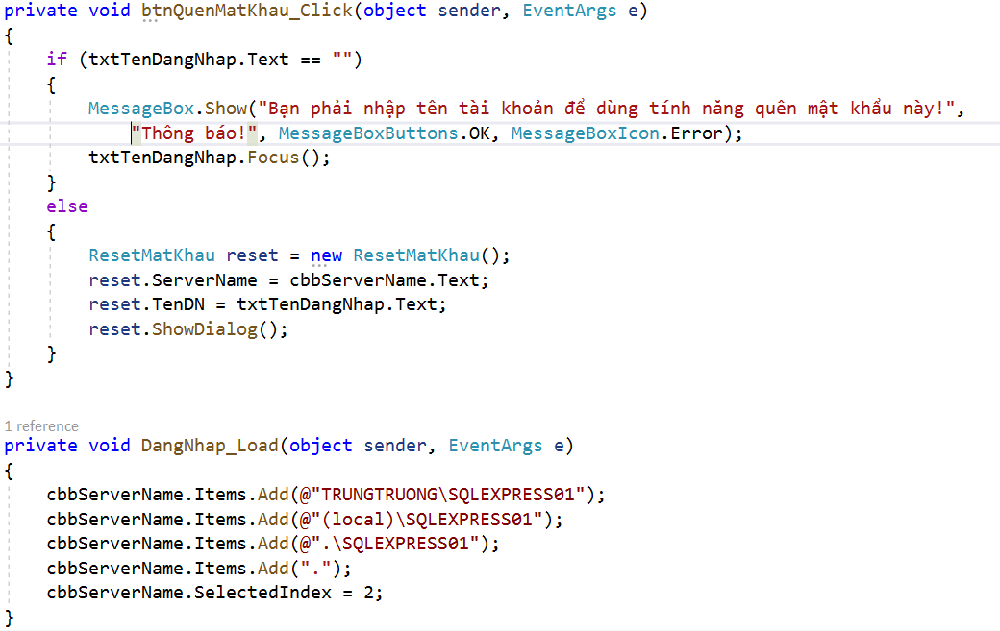 private void btnQuenMatKhau_Click(object sender, EventArgs e)
{
if (txtTenDangNhap.Text == "")
{
MessageBox.Show("Bạn phải nhập tên tài khoản để dùng tính năng quên mật khẩu này!",
"Thông báo!", MessageBoxButtons.OK, MessageBoxIcon.Error);
txtTenDangNhap.Focus();
}
else
{
ResetMatKhau reset = new ResetMatKhau();
reset.ServerName = cbbServerName.Text;
reset.TenDN = txtTenDangNhap.Text;
reset.ShowDialog();
}
}
1 reference
private void DangNhap_Load(object sender, EventArgs e)
{
cbbServerName.Items.Add(@"TRUNGTRUONG\SQLEXPRESS01");
cbbServerName.Items.Add(@"(local)\SQLEXPRESS01");
cbbServerName.Items.Add(@".\SQLEXPRESS01");
cbbServerName.Items.Add(".");
cbbServerName.SelectedIndex = 2;
}